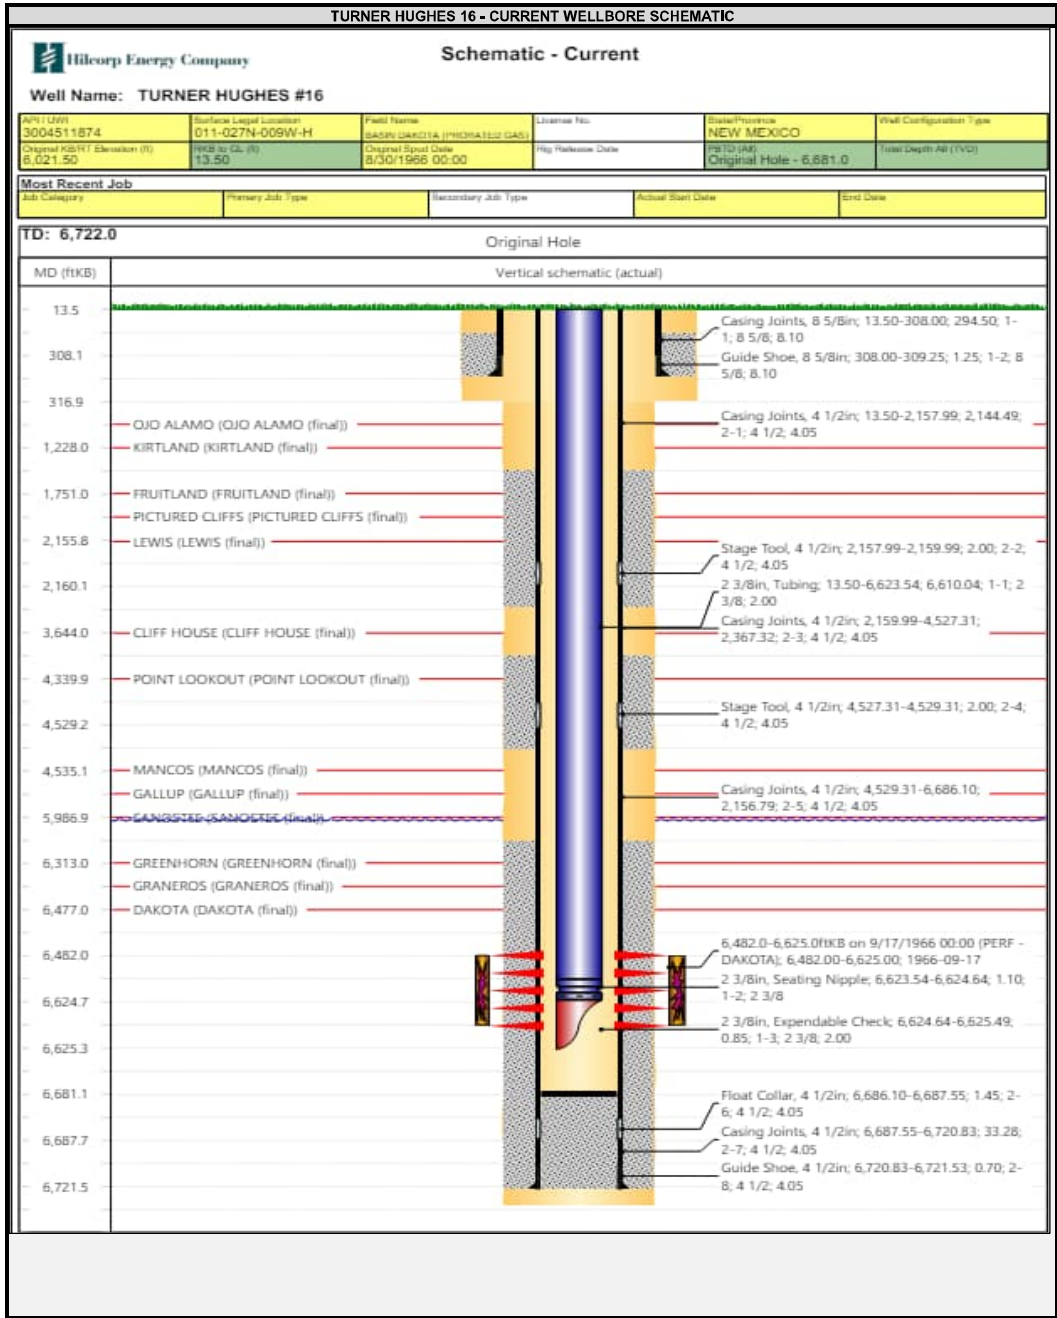 TURNER HUGHES 16 - CURRENT WELLBORE SCHEMATIC
Hilcorp Energy Company
Schematic - Current
Well Name: TURNER HUGHES #16
API / UWI
Surface Legal Location
Field Name
License No.
State/Province
Well Configuration Type
3004511874
011-027N-009W-H
BASIN DAKOTA (PRORATED GAS)
NEW MEXICO
Original KB/RT Elevation (ft)
RKB to GL (ft)
Original Spud Date
Rig Release Date
PBTD (All)
Total Depth All (TVD)
6,021.50
13.50
8/30/1966 00:00
Original Hole - 6,681.0
Most Recent Job
Job Category
Primary Job Type
Secondary Job Type
Actual Start Date
End Date
TD: 6,722.0
Original Hole
MD (ftKB)
Vertical schematic (actual)
13.5
Casing Joints, 8 5/8in; 13.50-308.00; 294.50; 1-
1; 8 5/8; 8.10
308.1
Guide Shoe, 8 5/8in; 308.00-309.25; 1.25; 1-2; 8
5/8; 8.10
316.9
Casing Joints, 4 1/2in; 13.50-2,157.99; 2,144.49;
2-1; 4 1/2; 4.05
OJO ALAMO (OJO ALAMO (final))
1,228.0
KIRTLAND (KIRTLAND (final))
1,751.0
FRUITLAND (FRUITLAND (final))
PICTURED CLIFFS (PICTURED CLIFFS (final))
2,155.8
LEWIS (LEWIS (final))
Stage Tool, 4 1/2in; 2,157.99-2,159.99; 2.00; 2-2;
4 1/2; 4.05
2,160.1
2 3/8in, Tubing; 13.50-6,623.54; 6,610.04; 1-1; 2
3/8; 2.00
Casing Joints, 4 1/2in; 2,159.99-4,527.31;
2,367.32; 2-3; 4 1/2; 4.05
3,644.0
CLIFF HOUSE (CLIFF HOUSE (final))
4,339.9
POINT LOOKOUT (POINT LOOKOUT (final))
Stage Tool, 4 1/2in; 4,527.31-4,529.31; 2.00; 2-4;
4 1/2; 4.05
4,529.2
4,535.1
MANCOS (MANCOS (final))
GALLUP (GALLUP (final))
Casing Joints, 4 1/2in; 4,529.31-6,686.10;
2,156.79; 2-5; 4 1/2; 4.05
5,986.9
SANOSTEE (SANOSTEE (final))
6,313.0
GREENHORN (GREENHORN (final))
GRANEROS (GRANEROS (final))
6,477.0
DAKOTA (DAKOTA (final))
6,482.0
6,482.0-6,625.0ftKB on 9/17/1966 00:00 (PERF -
DAKOTA); 6,482.00-6,625.00; 1966-09-17
2 3/8in, Seating Nipple; 6,623.54-6,624.64; 1.10;
1-2; 2 3/8
6,624.7
2 3/8in, Expendable Check; 6,624.64-6,625.49;
0.85; 1-3; 2 3/8; 2.00
6,625.3
6,681.1
Float Collar, 4 1/2in; 6,686.10-6,687.55; 1.45; 2-
6; 4 1/2; 4.05
6,687.7
Casing Joints, 4 1/2in; 6,687.55-6,720.83; 33.28;
2-7; 4 1/2; 4.05
6,721.5
Guide Shoe, 4 1/2in; 6,720.83-6,721.53; 0.70; 2-
8; 4 1/2; 4.05